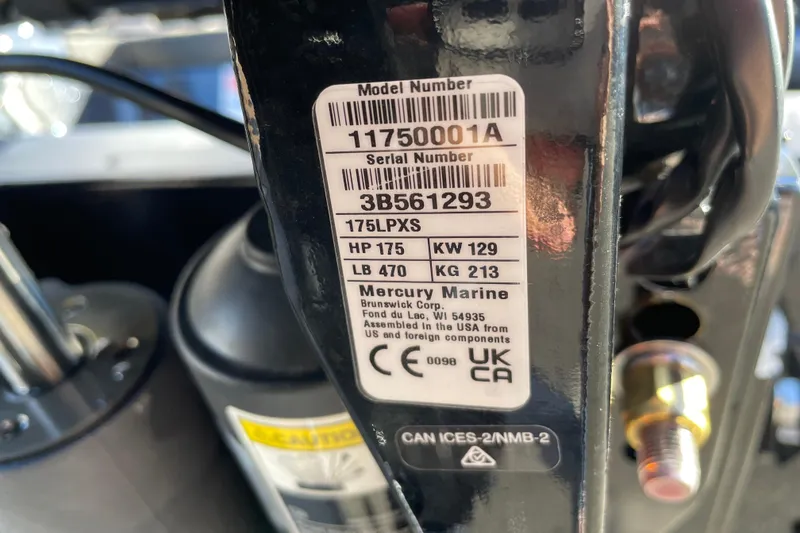 Model Number
11750001A
Serial Number
3B561293
175LPXS
HP 175 KW 129
LB 470 KG 213
Mercury Marine
Brunswick Corp.
Fond du Lac, WI 54935
Assembled in the USA from
US and foreign components
CE 0098 UK
CA
CAN ICES-2/NMB-2
CAUTION